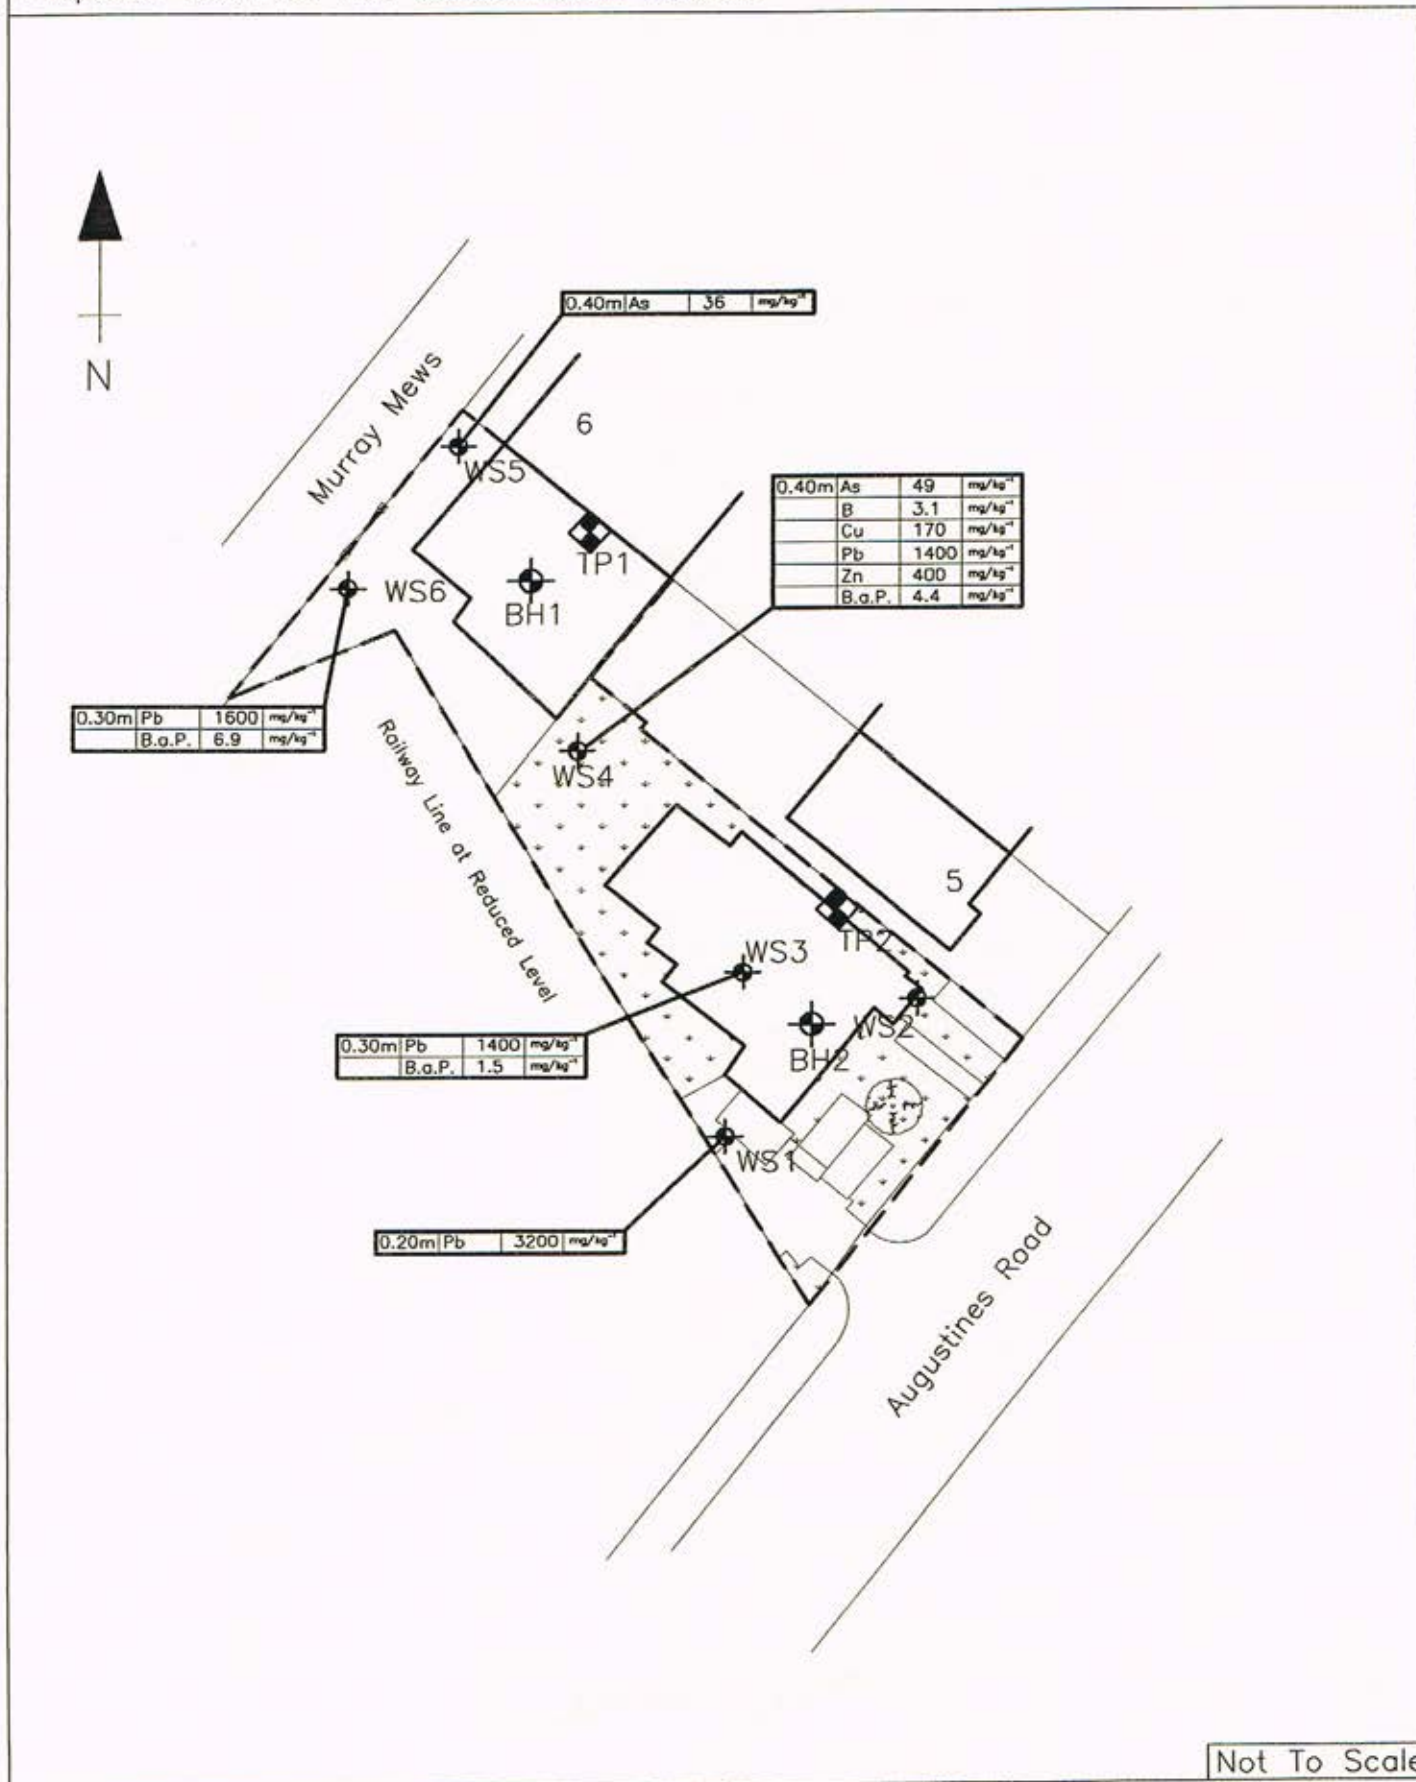 N
Murray Mews
0.40m As 36 mg/kg⁻¹
6
WS5
0.40m As 49 mg/kg⁻¹
B 3.1 mg/kg⁻¹
Cu 170 mg/kg⁻¹
Pb 1400 mg/kg⁻¹
Zn 400 mg/kg⁻¹
B.a.P. 4.4 mg/kg⁻¹
TP1
WS6
BH1
0.30m Pb 1600 mg/kg⁻¹
B.a.P. 6.9 mg/kg⁻¹
WS4
Railway Line at Reduced Level
5
TP2
WS3
WS2
BH2
0.30m Pb 1400 mg/kg⁻¹
B.a.P. 1.5 mg/kg⁻¹
WS1
0.20m Pb 3200 mg/kg⁻¹
Augustines Road
Not To Scale